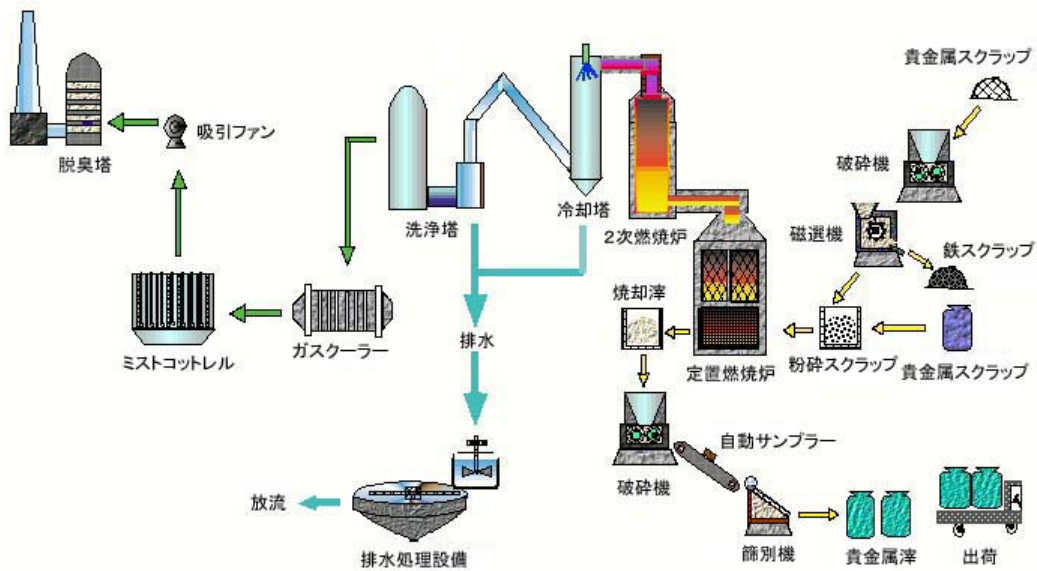 貴金属スクラップ
破砕機
磁選機
鉄スクラップ
粉砕スクラップ
貴金属スクラップ
定置燃焼炉
2次燃焼炉
冷却塔
洗浄塔
ガスクーラー
ミストコットレル
吸引ファン
脱臭塔
排水
排水処理設備
放流
焼却滓
破砕機
自動サンプラー
篩別機
貴金属滓
出荷